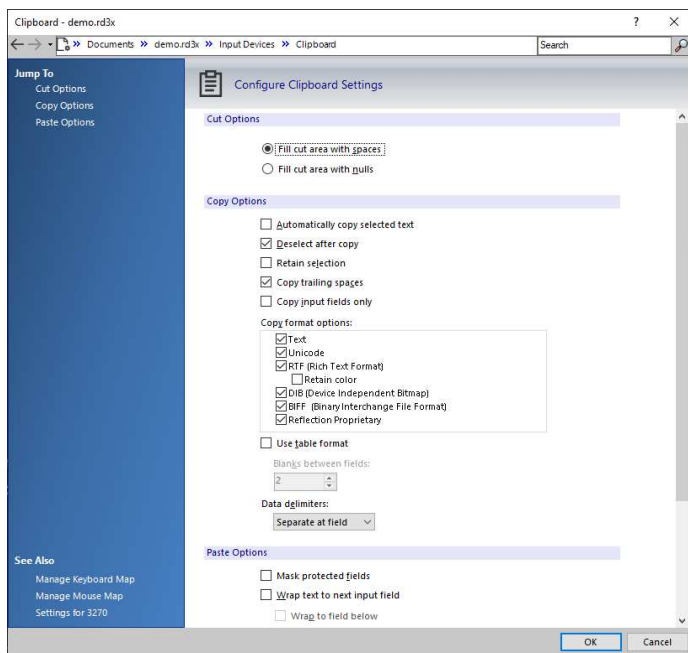 Clipboard - demo.rd3x
Documents » demo.rd3x » Input Devices » Clipboard
Search
Jump To
Cut Options
Copy Options
Paste Options
Configure Clipboard Settings
Cut Options
Fill cut area with spaces
Fill cut area with nulls
Copy Options
Automatically copy selected text
Deselect after copy
Retain selection
Copy trailing spaces
Copy input fields only
Copy format options:
Text
Unicode
RTF (Rich Text Format)
Retain color
DIB (Device Independent Bitmap)
BIFF (Binary Interchange File Format)
Reflection Proprietary
Use table format
Blanks between fields:
2
Data delimiters:
Separate at field
Paste Options
Mask protected fields
Wrap text to next input field
Wrap to field below
See Also
Manage Keyboard Map
Manage Mouse Map
Settings for 3270
OK
Cancel